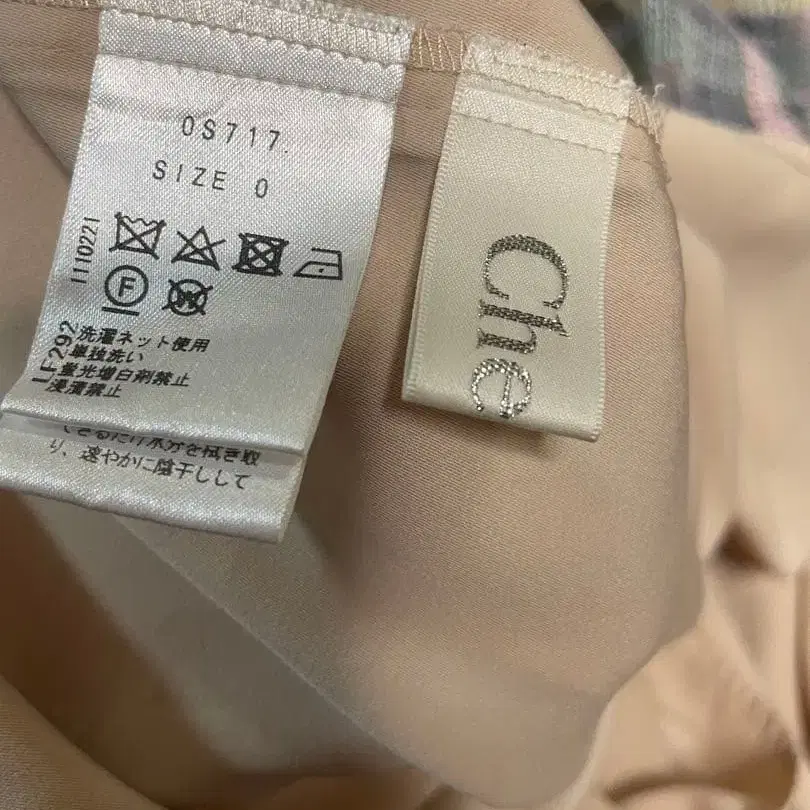 0S717.
SIZE 0
1110221
F
W
LF292
洗濯ネット使用
単独洗い
蛍光増白剤禁止
浸漬禁止
できるだけ水分を拭き取
り、速やかに陰干しして
Che